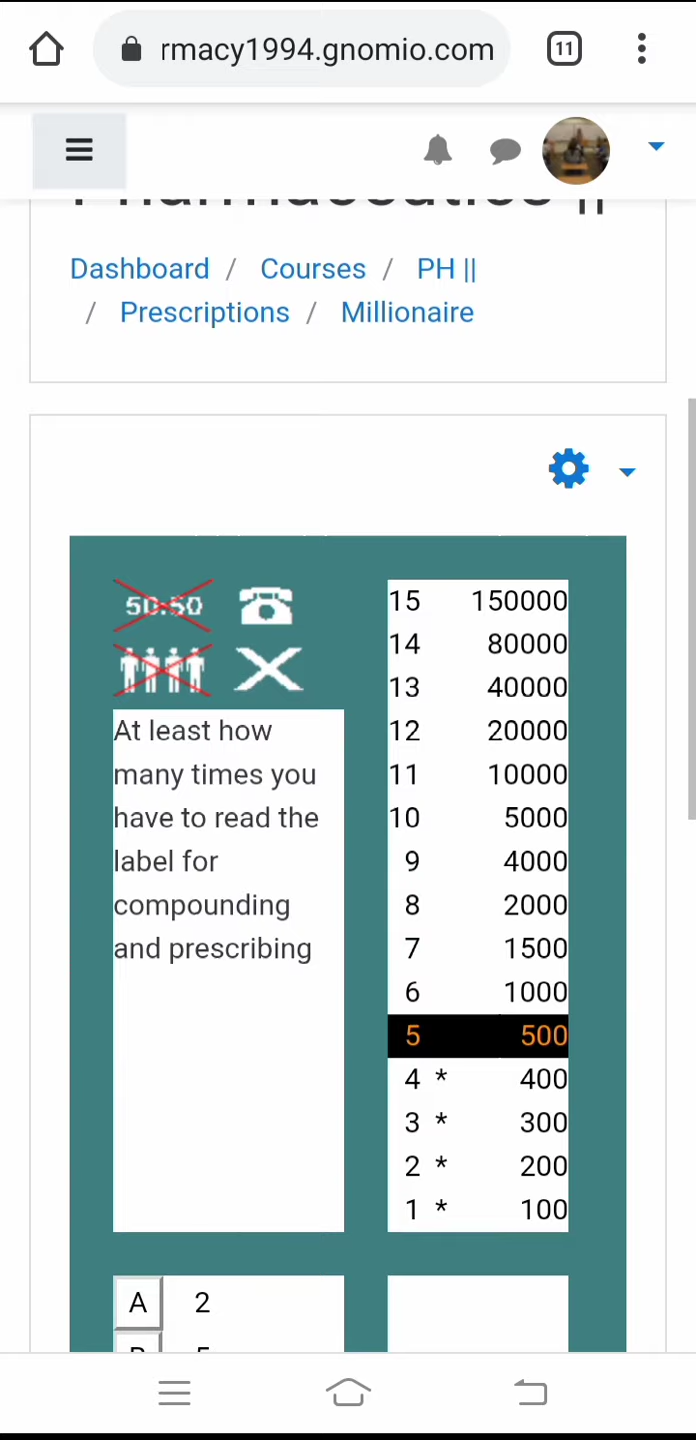 rmacy1994.gnomio.com
11
Pharmaceutics ||
Dashboard / Courses / PH ||
/ Prescriptions / Millionaire
50:50
At least how
many times you
have to read the
label for
compounding
and prescribing
15 150000
14 80000
13 40000
12 20000
11 10000
10 5000
9 4000
8 2000
7 1500
6 1000
5 500
4 * 400
3 * 300
2 * 200
1 * 100
A 2